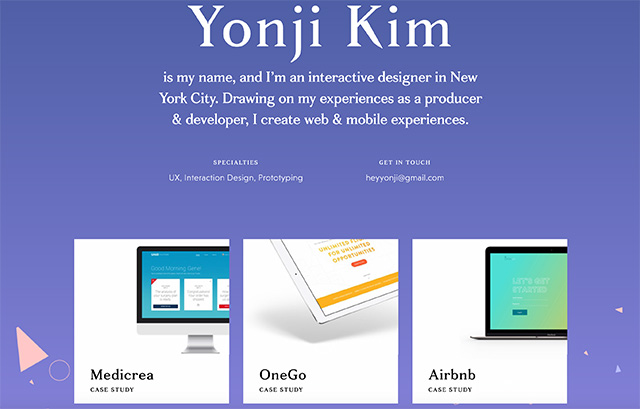 Yonji Kim
is my name, and I'm an interactive designer in New
York City. Drawing on my experiences as a producer
& developer, I create web & mobile experiences.
SPECIALTIES
UX, Interaction Design, Prototyping
GET IN TOUCH
heyyonji@gmail.com
Good Morning Gene!
UNLIMITED FLI
FOR UNLIMITED
OPPORTUNITIES
LET'S GET
STARTED
Medicrea
CASE STUDY
OneGo
CASE STUDY
Airbnb
CASE STUDY